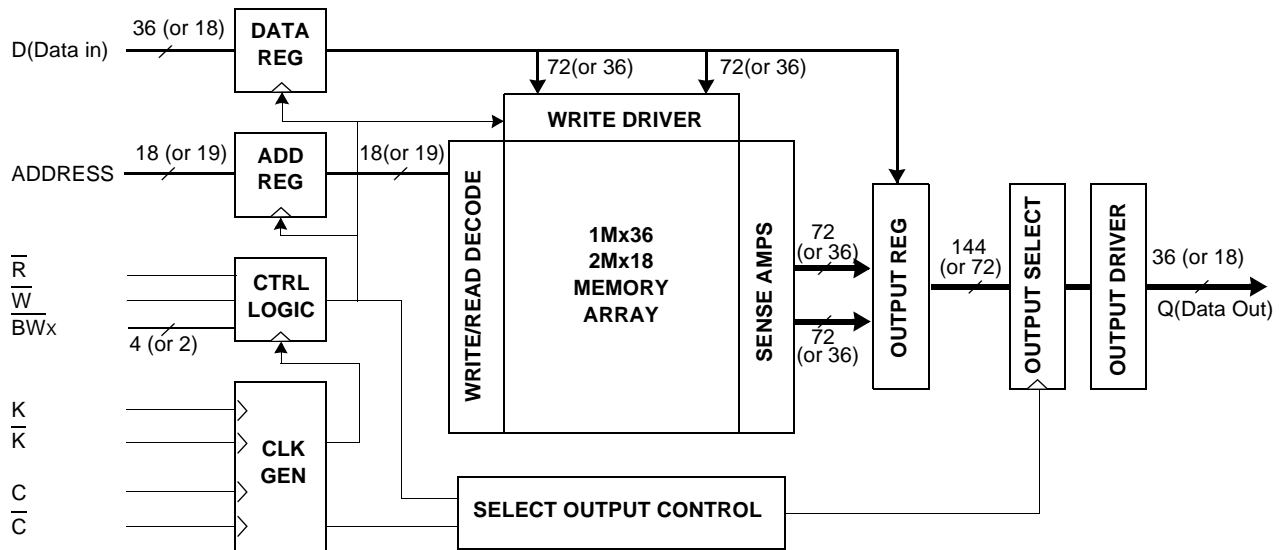 D(Data in)
36 (or 18)
DATA
REG
72(or 36)
72(or 36)
WRITE DRIVER
ADDRESS
18 (or 19)
ADD
REG
18(or 19)
WRITE/READ DECODE
1Mx36
2Mx18
MEMORY
ARRAY
SENSE AMPS
72
(or 36)
72
(or 36)
OUTPUT REG
144
(or 72)
OUTPUT SELECT
OUTPUT DRIVER
36 (or 18)
Q(Data Out)
R̅
W̅
B̅W̅X
4 (or 2)
CTRL
LOGIC
K
K̅
C
C̅
CLK
GEN
SELECT OUTPUT CONTROL